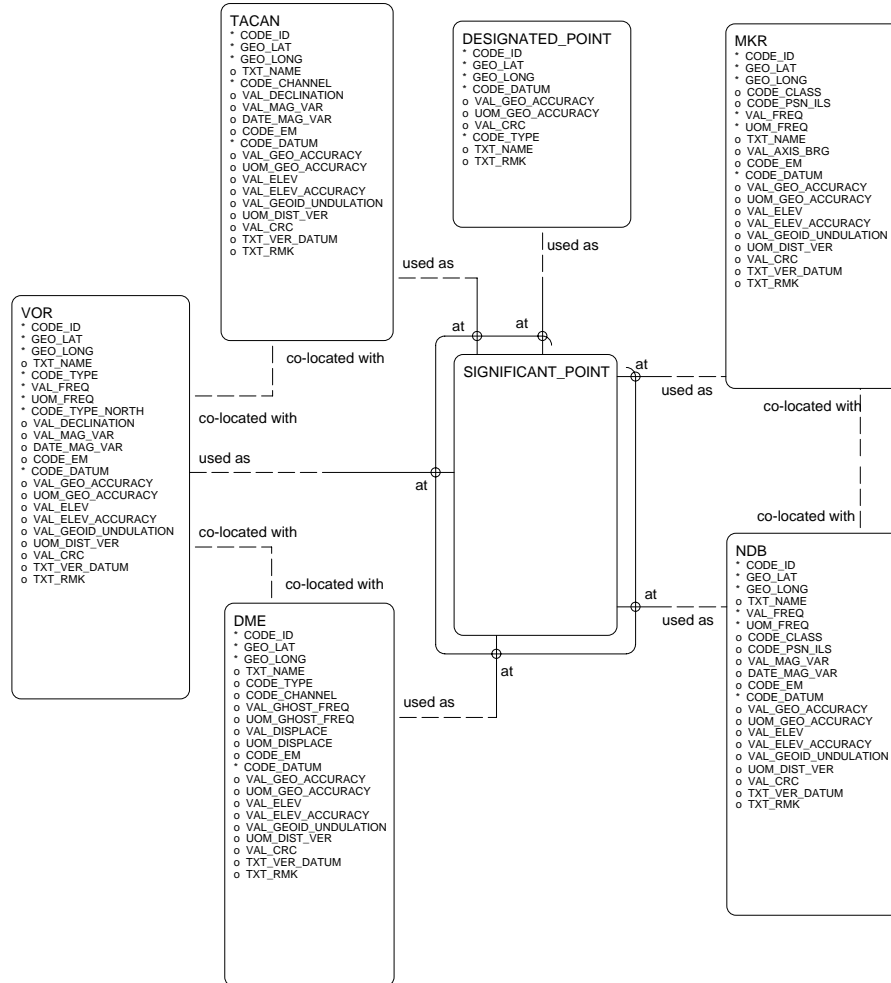 TACAN
* CODE_ID
* GEO_LAT
* GEO_LONG
o TXT_NAME
* CODE_CHANNEL
o VAL_DECLINATION
o VAL_MAG_VAR
o DATE_MAG_VAR
o CODE_EM
* CODE_DATUM
o VAL_GEO_ACCURACY
o UOM_GEO_ACCURACY
o VAL_ELEV
o VAL_ELEV_ACCURACY
o VAL_GEOID_UNDULATION
o UOM_DIST_VER
o VAL_CRC
o TXT_VER_DATUM
o TXT_RMK
DESIGNATED_POINT
* CODE_ID
* GEO_LAT
* GEO_LONG
* CODE_DATUM
o VAL_GEO_ACCURACY
o UOM_GEO_ACCURACY
o VAL_CRC
* CODE_TYPE
o TXT_NAME
o TXT_RMK
MKR
* CODE_ID
* GEO_LAT
* GEO_LONG
o CODE_CLASS
o CODE_PSN_ILS
* VAL_FREQ
* UOM_FREQ
o TXT_NAME
o VAL_AXIS_BRG
o CODE_EM
* CODE_DATUM
o VAL_GEO_ACCURACY
o UOM_GEO_ACCURACY
o VAL_ELEV
o VAL_ELEV_ACCURACY
o VAL_GEOID_UNDULATION
o UOM_DIST_VER
o VAL_CRC
o TXT_VER_DATUM
o TXT_RMK
used as
used as
VOR
* CODE_ID
* GEO_LAT
* GEO_LONG
o TXT_NAME
* CODE_TYPE
* VAL_FREQ
* UOM_FREQ
* CODE_TYPE_NORTH
o VAL_DECLINATION
o VAL_MAG_VAR
o DATE_MAG_VAR
o CODE_EM
* CODE_DATUM
o VAL_GEO_ACCURACY
o UOM_GEO_ACCURACY
o VAL_ELEV
o VAL_ELEV_ACCURACY
o VAL_GEOID_UNDULATION
o UOM_DIST_VER
o VAL_CRC
o TXT_VER_DATUM
o TXT_RMK
at
at
co-located with
SIGNIFICANT_POINT
at
used as
co-located with
co-located with
used as
at
co-located with
co-located with
co-located with
NDB
* CODE_ID
* GEO_LAT
* GEO_LONG
o TXT_NAME
* VAL_FREQ
* UOM_FREQ
o CODE_CLASS
o CODE_PSN_ILS
o VAL_MAG_VAR
o DATE_MAG_VAR
o CODE_EM
* CODE_DATUM
o VAL_GEO_ACCURACY
o UOM_GEO_ACCURACY
o VAL_ELEV
o VAL_ELEV_ACCURACY
o VAL_GEOID_UNDULATION
o UOM_DIST_VER
o VAL_CRC
o TXT_VER_DATUM
o TXT_RMK
at
used as
DME
* CODE_ID
* GEO_LAT
* GEO_LONG
o TXT_NAME
o CODE_TYPE
o CODE_CHANNEL
o VAL_GHOST_FREQ
o UOM_GHOST_FREQ
o VAL_DISPLACE
o UOM_DISPLACE
o CODE_EM
* CODE_DATUM
o VAL_GEO_ACCURACY
o UOM_GEO_ACCURACY
o VAL_ELEV
o VAL_ELEV_ACCURACY
o VAL_GEOID_UNDULATION
o UOM_DIST_VER
o VAL_CRC
o TXT_VER_DATUM
o TXT_RMK
at
used as